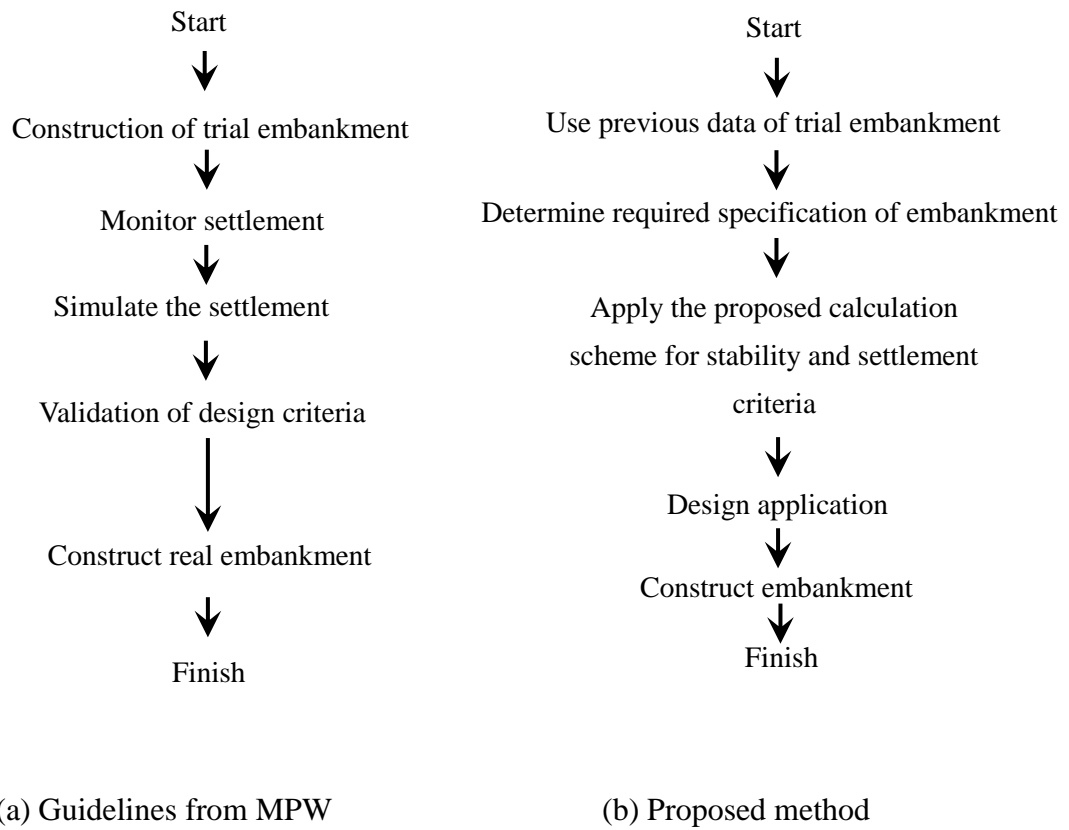 Start
Construction of trial embankment
Monitor settlement
Simulate the settlement
Validation of design criteria
Construct real embankment
Finish
(a) Guidelines from MPW
Start
Use previous data of trial embankment
Determine required specification of embankment
Apply the proposed calculation
scheme for stability and settlement
criteria
Design application
Construct embankment
Finish
(b) Proposed method